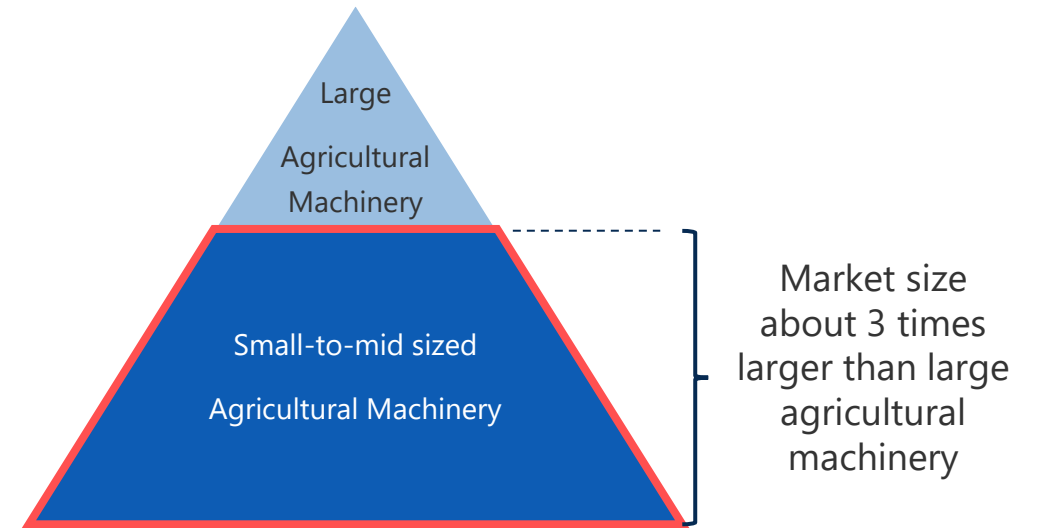 Large
Agricultural
Machinery
Small-to-mid sized
Agricultural Machinery
Market size
about 3 times
larger than large
agricultural
machinery